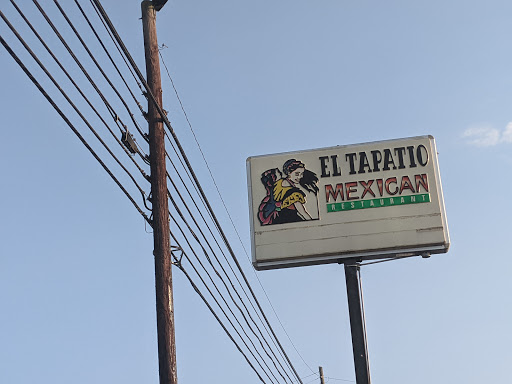 EL TAPATIO
MEXICAN
RESTAURANT